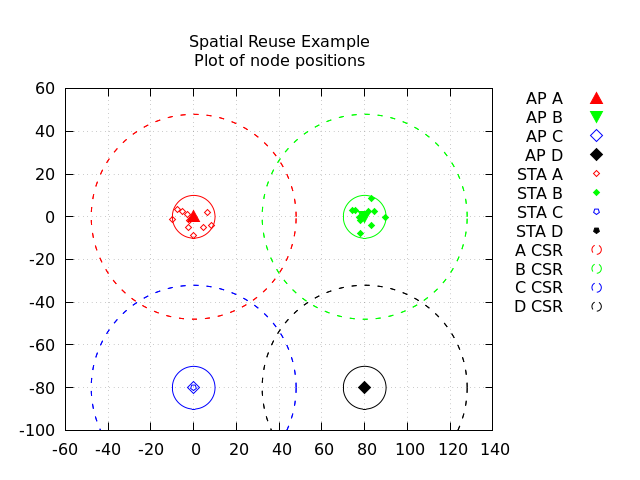 Spatial Reuse Example
Plot of node positions
60
40
20
0
-20
-40
-60
-80
-100
-60 -40 -20 0 20 40 60 80 100 120 140
AP A
AP B
AP C
AP D
STA A
STA B
STA C
STA D
A CSR
B CSR
C CSR
D CSR